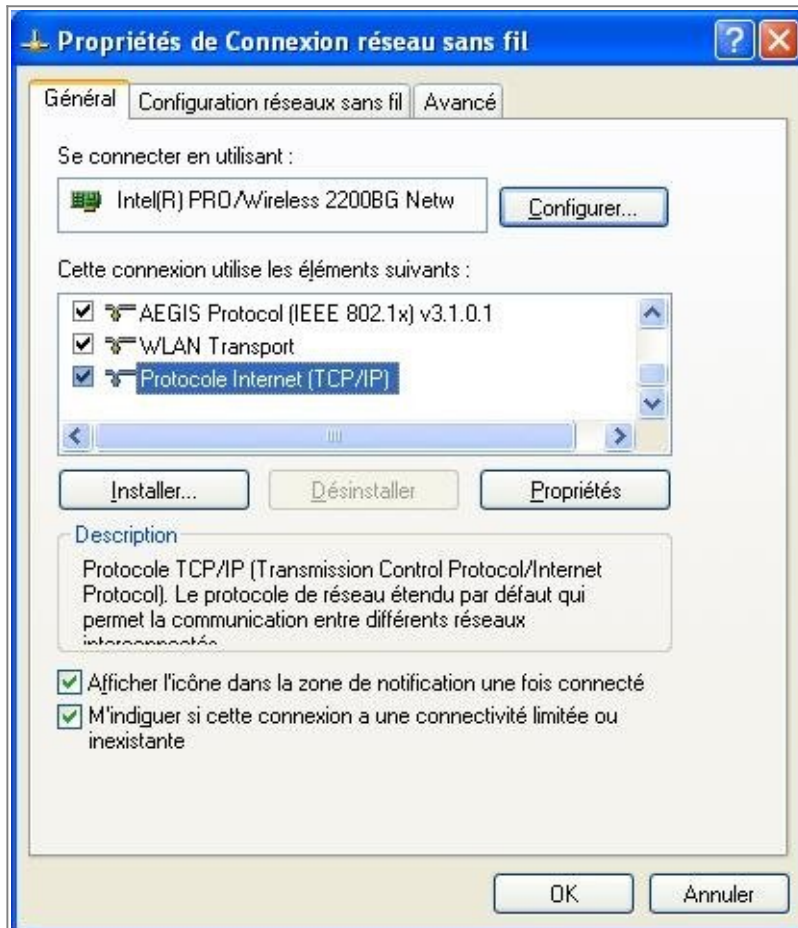 Propriétés de Connexion réseau sans fil
Général Configuration réseaux sans fil Avancé
Se connecter en utilisant :
Intel(R) PRO/Wireless 2200BG Netw Configurer...
Cette connexion utilise les éléments suivants :
AEGIS Protocol (IEEE 802.1x) v3.1.0.1
WLAN Transport
Protocole Internet (TCP/IP)
Installer... Désinstaller Propriétés
Description
Protocole TCP/IP (Transmission Control Protocol/Internet
Protocol). Le protocole de réseau étendu par défaut qui
permet la communication entre différents réseaux
interconnectés.
Afficher l'icône dans la zone de notification une fois connecté
M'indiquer si cette connexion a une connectivité limitée ou
inexistante
OK Annuler